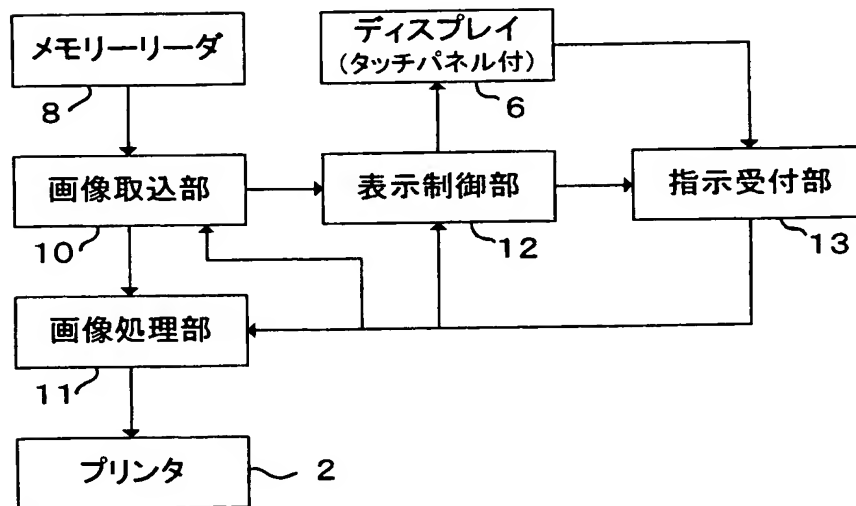 メモリーリーダ
8
ディスプレイ
(タッチパネル付)
6
画像取込部
10
表示制御部
12
指示受付部
13
画像処理部
11
プリンタ
2